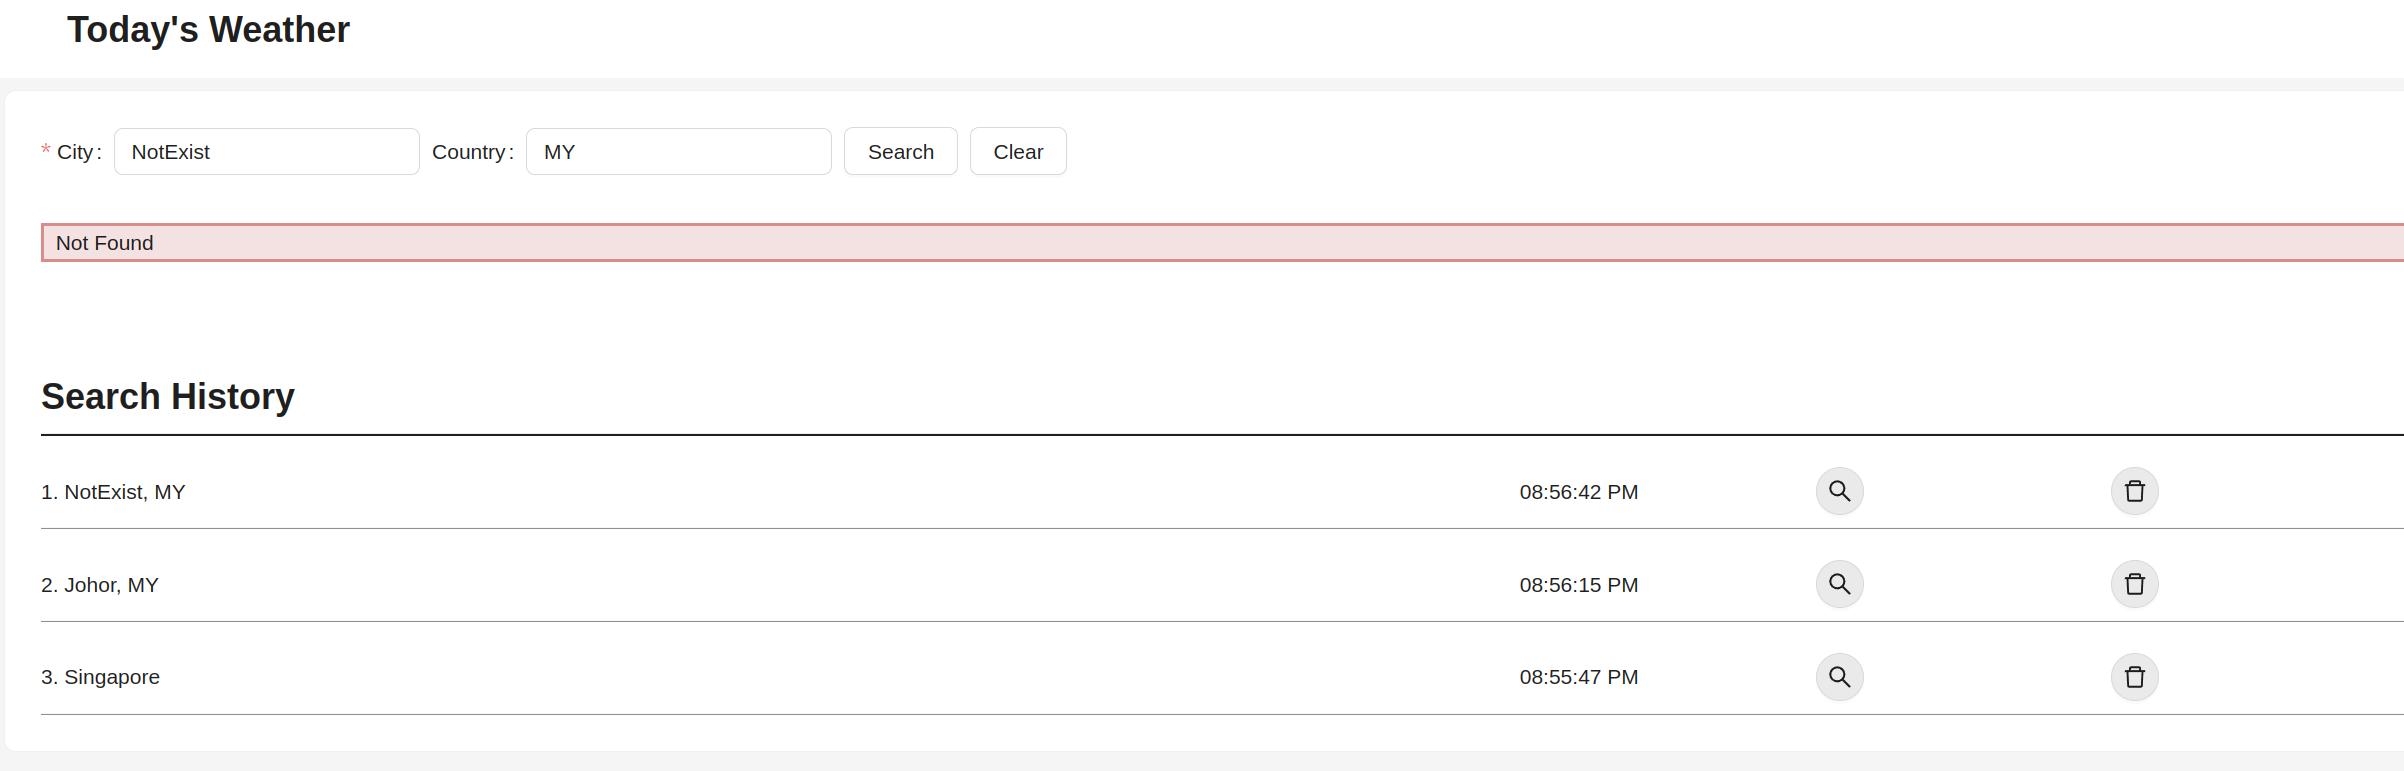 Today's Weather
* City: NotExist Country: MY Search Clear
Not Found
Search History
1. NotExist, MY 08:56:42 PM
2. Johor, MY 08:56:15 PM
3. Singapore 08:55:47 PM